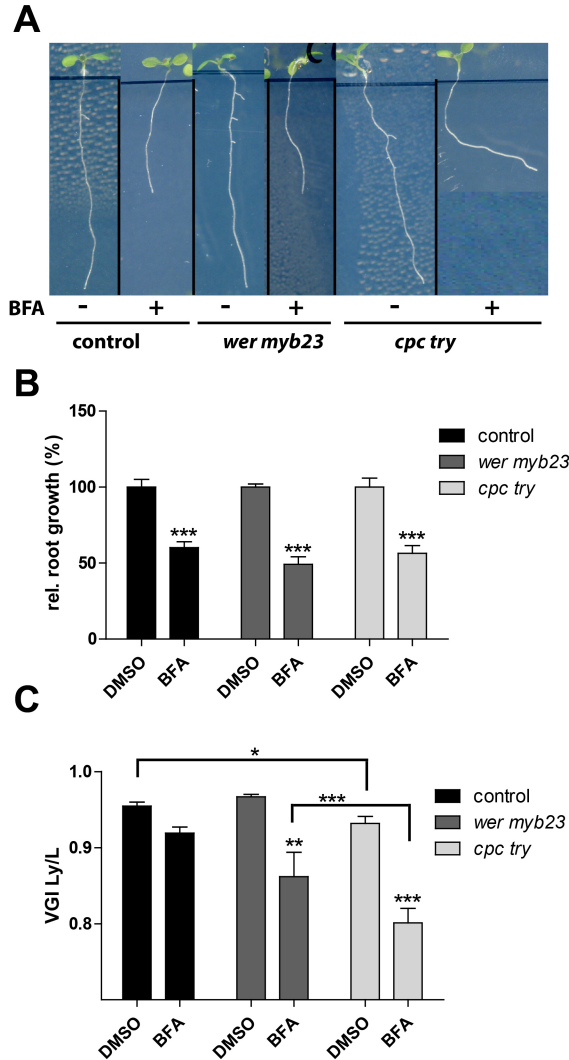 A
BFA - + - + - +
control wer myb23 cpc try
B
150
100
50
0
rel. root growth (%)
*** *** ***
DMSO BFA DMSO BFA DMSO BFA
control
wer myb23
cpc try
C
*
***
1.0
0.9
0.8
VGI Ly/L
** ***
DMSO BFA DMSO BFA DMSO BFA
control
wer myb23
cpc try